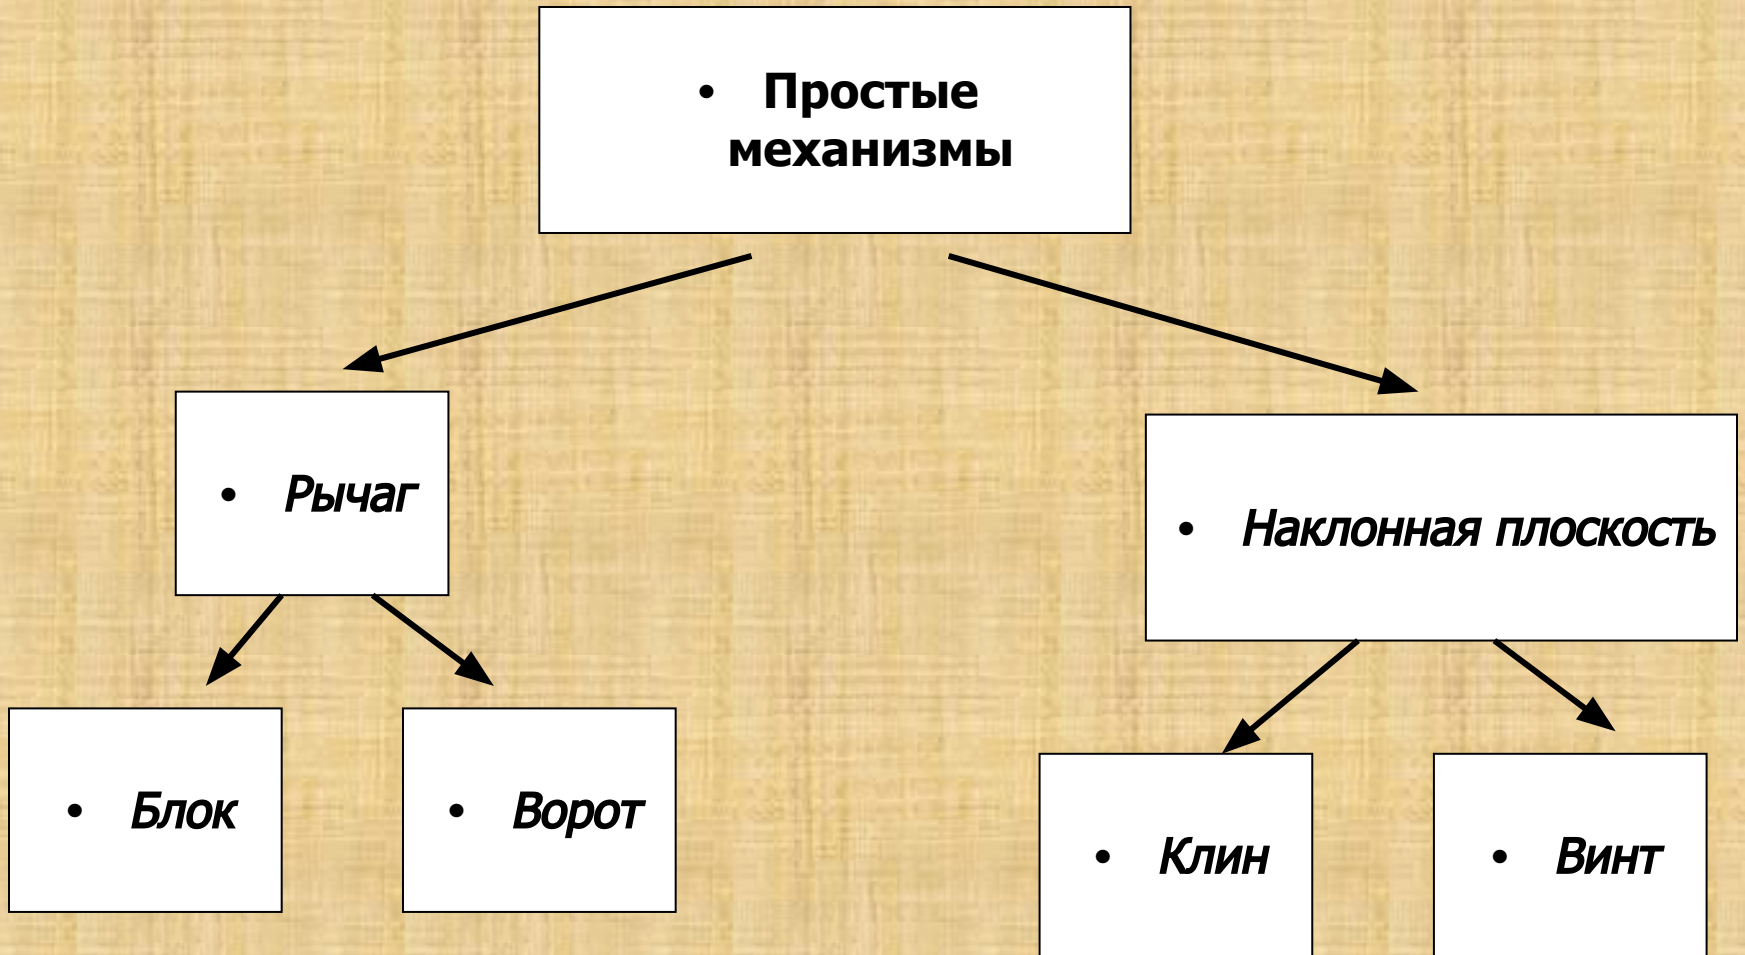 • Простые
механизмы
• Рычаг
• Наклонная плоскость
• Блок
• Ворот
• Клин
• Винт